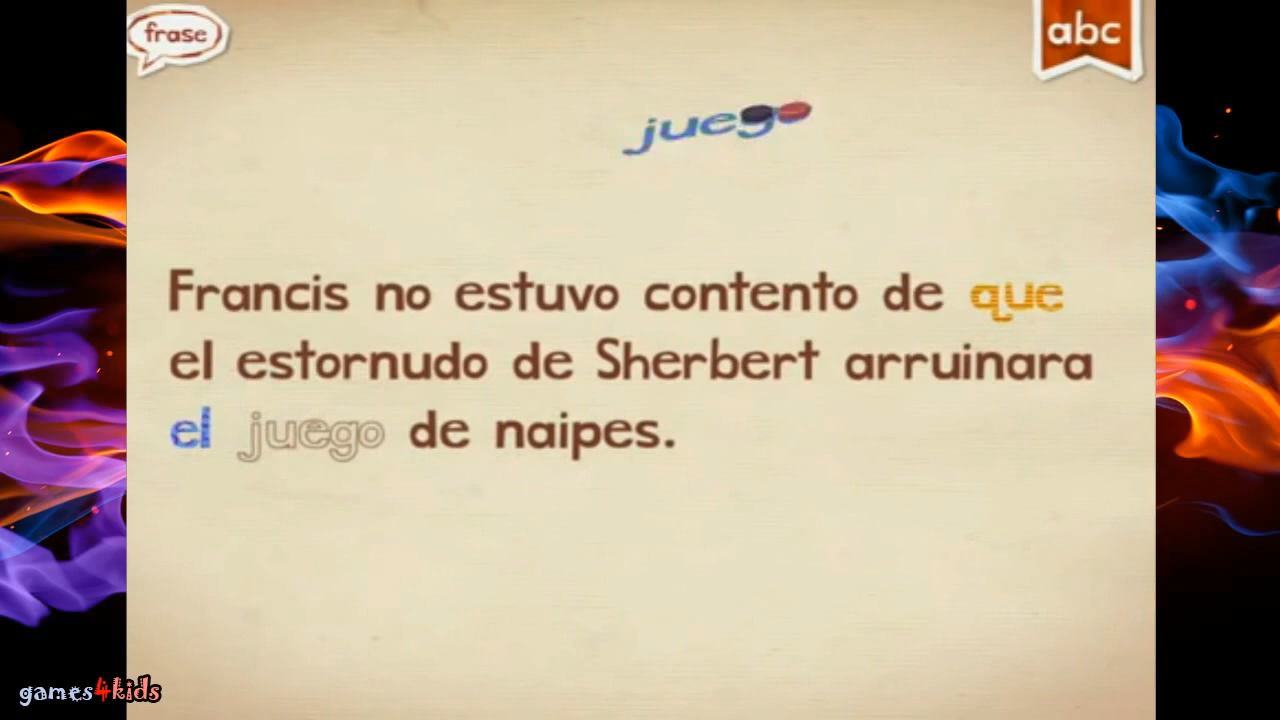 frase
abc
juego
Francis no estuvo contento de que
el estornudo de Sherbert arruinara
el juego de naipes.
games4kids